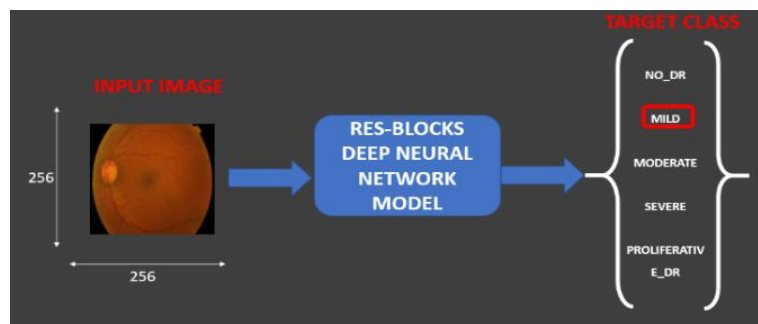 TARGET CLASS
INPUT IMAGE
NO_DR
MILD
RES-BLOCKS
DEEP NEURAL
NETWORK
MODEL
MODERATE
256
SEVERE
PROLIFERATIV
E_DR
256